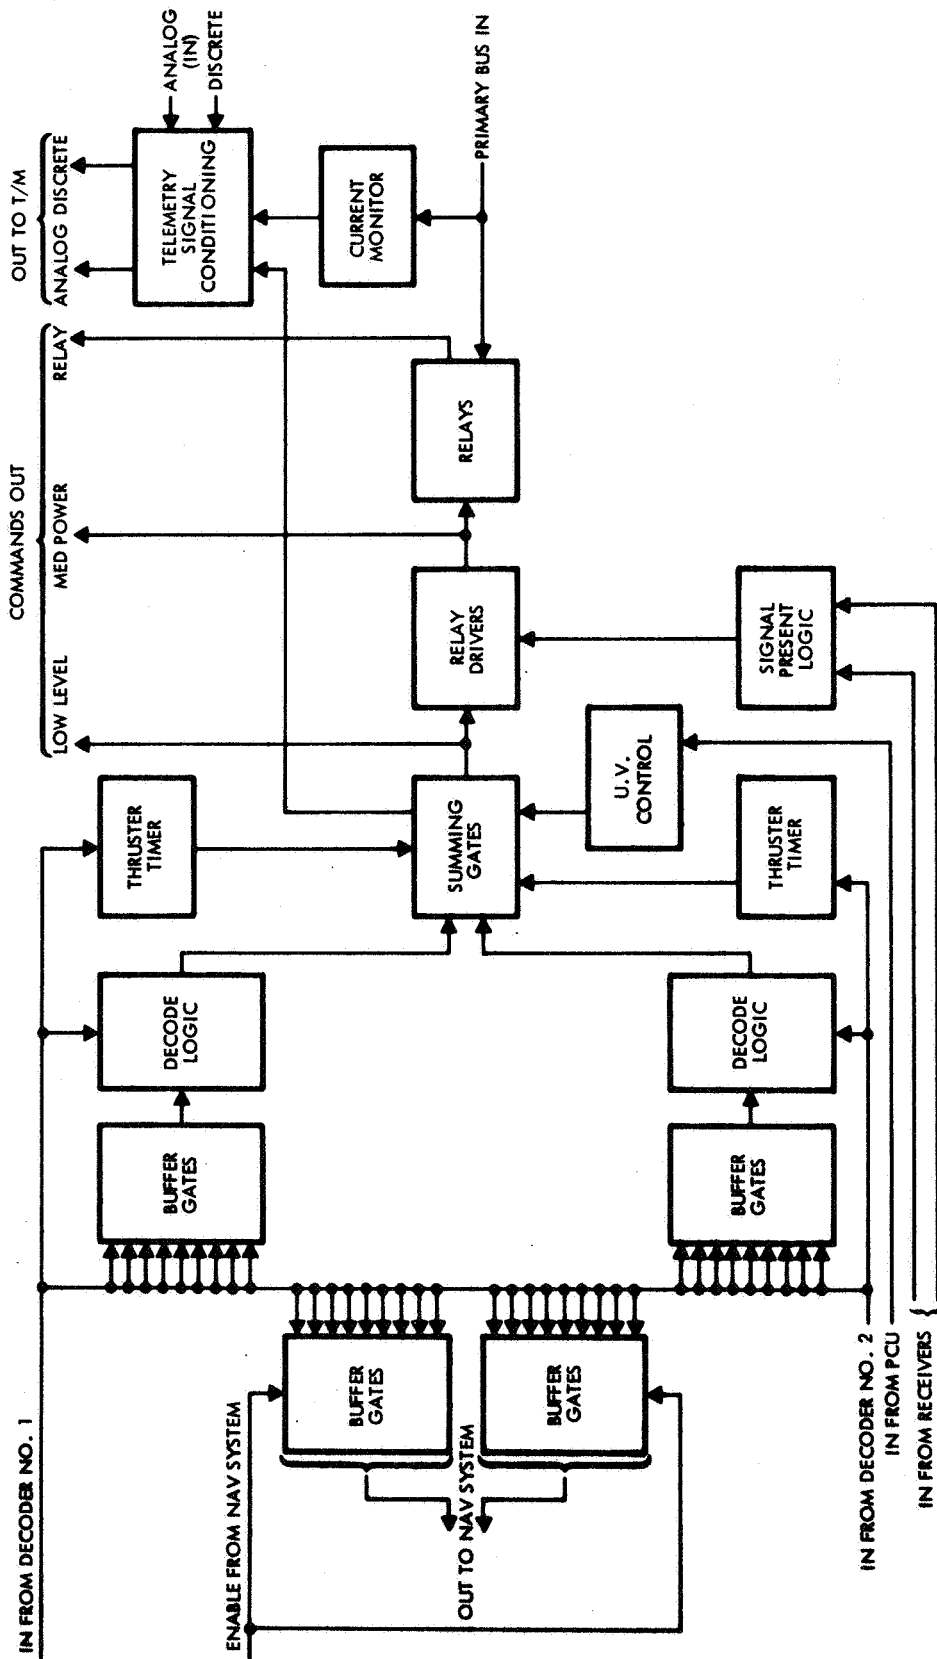 IN FROM DECODER NO. 1
ENABLE FROM NAV SYSTEM
OUT TO NAV SYSTEM
IN FROM DECODER NO. 2
IN FROM PCU
IN FROM RECEIVERS {
BUFFER
GATES
BUFFER
GATES
BUFFER
GATES
BUFFER
GATES
DECODE
LOGIC
DECODE
LOGIC
THRUSTER
TIMER
SUMMING
GATES
U.V.
CONTROL
THRUSTER
TIMER
COMMANDS OUT
LOW LEVEL MED POWER RELAY
RELAY
DRIVERS
SIGNAL
PRESENT
LOGIC
RELAYS
OUT TO T/M
ANALOG DISCRETE
TELEMETRY
SIGNAL
CONDITIONING
CURRENT
MONITOR
ANALOG
(IN)
DISCRETE
PRIMARY BUS IN